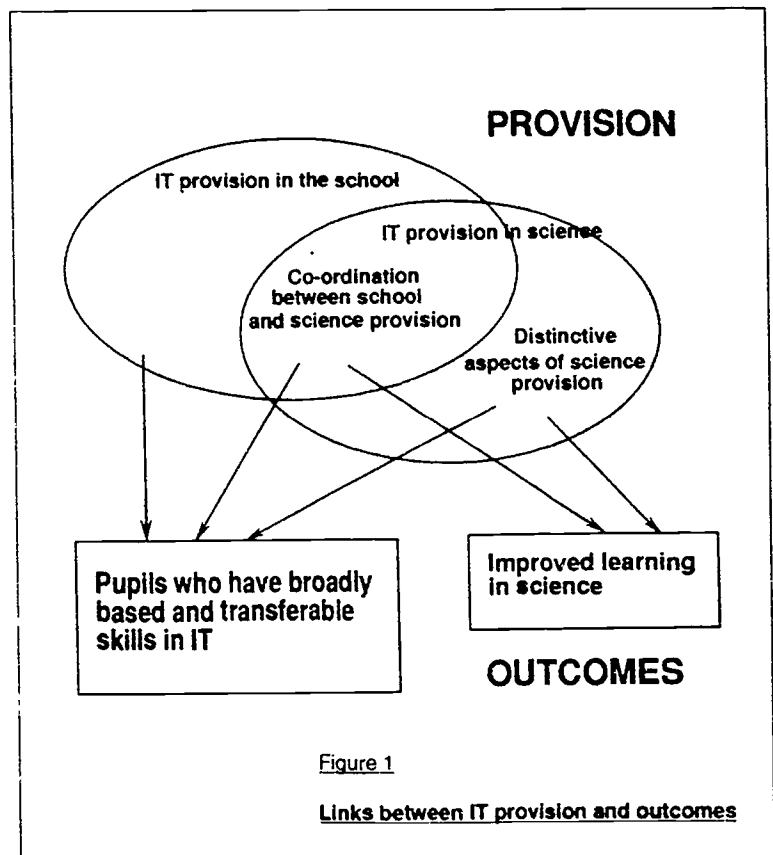 PROVISION
IT provision in the school
IT provision in science
Co-ordination
between school
and science provision
Distinctive
aspects of science
provision
Pupils who have broadly
based and transferable
skills in IT
Improved learning
in science
OUTCOMES
Figure 1
Links between IT provision and outcomes